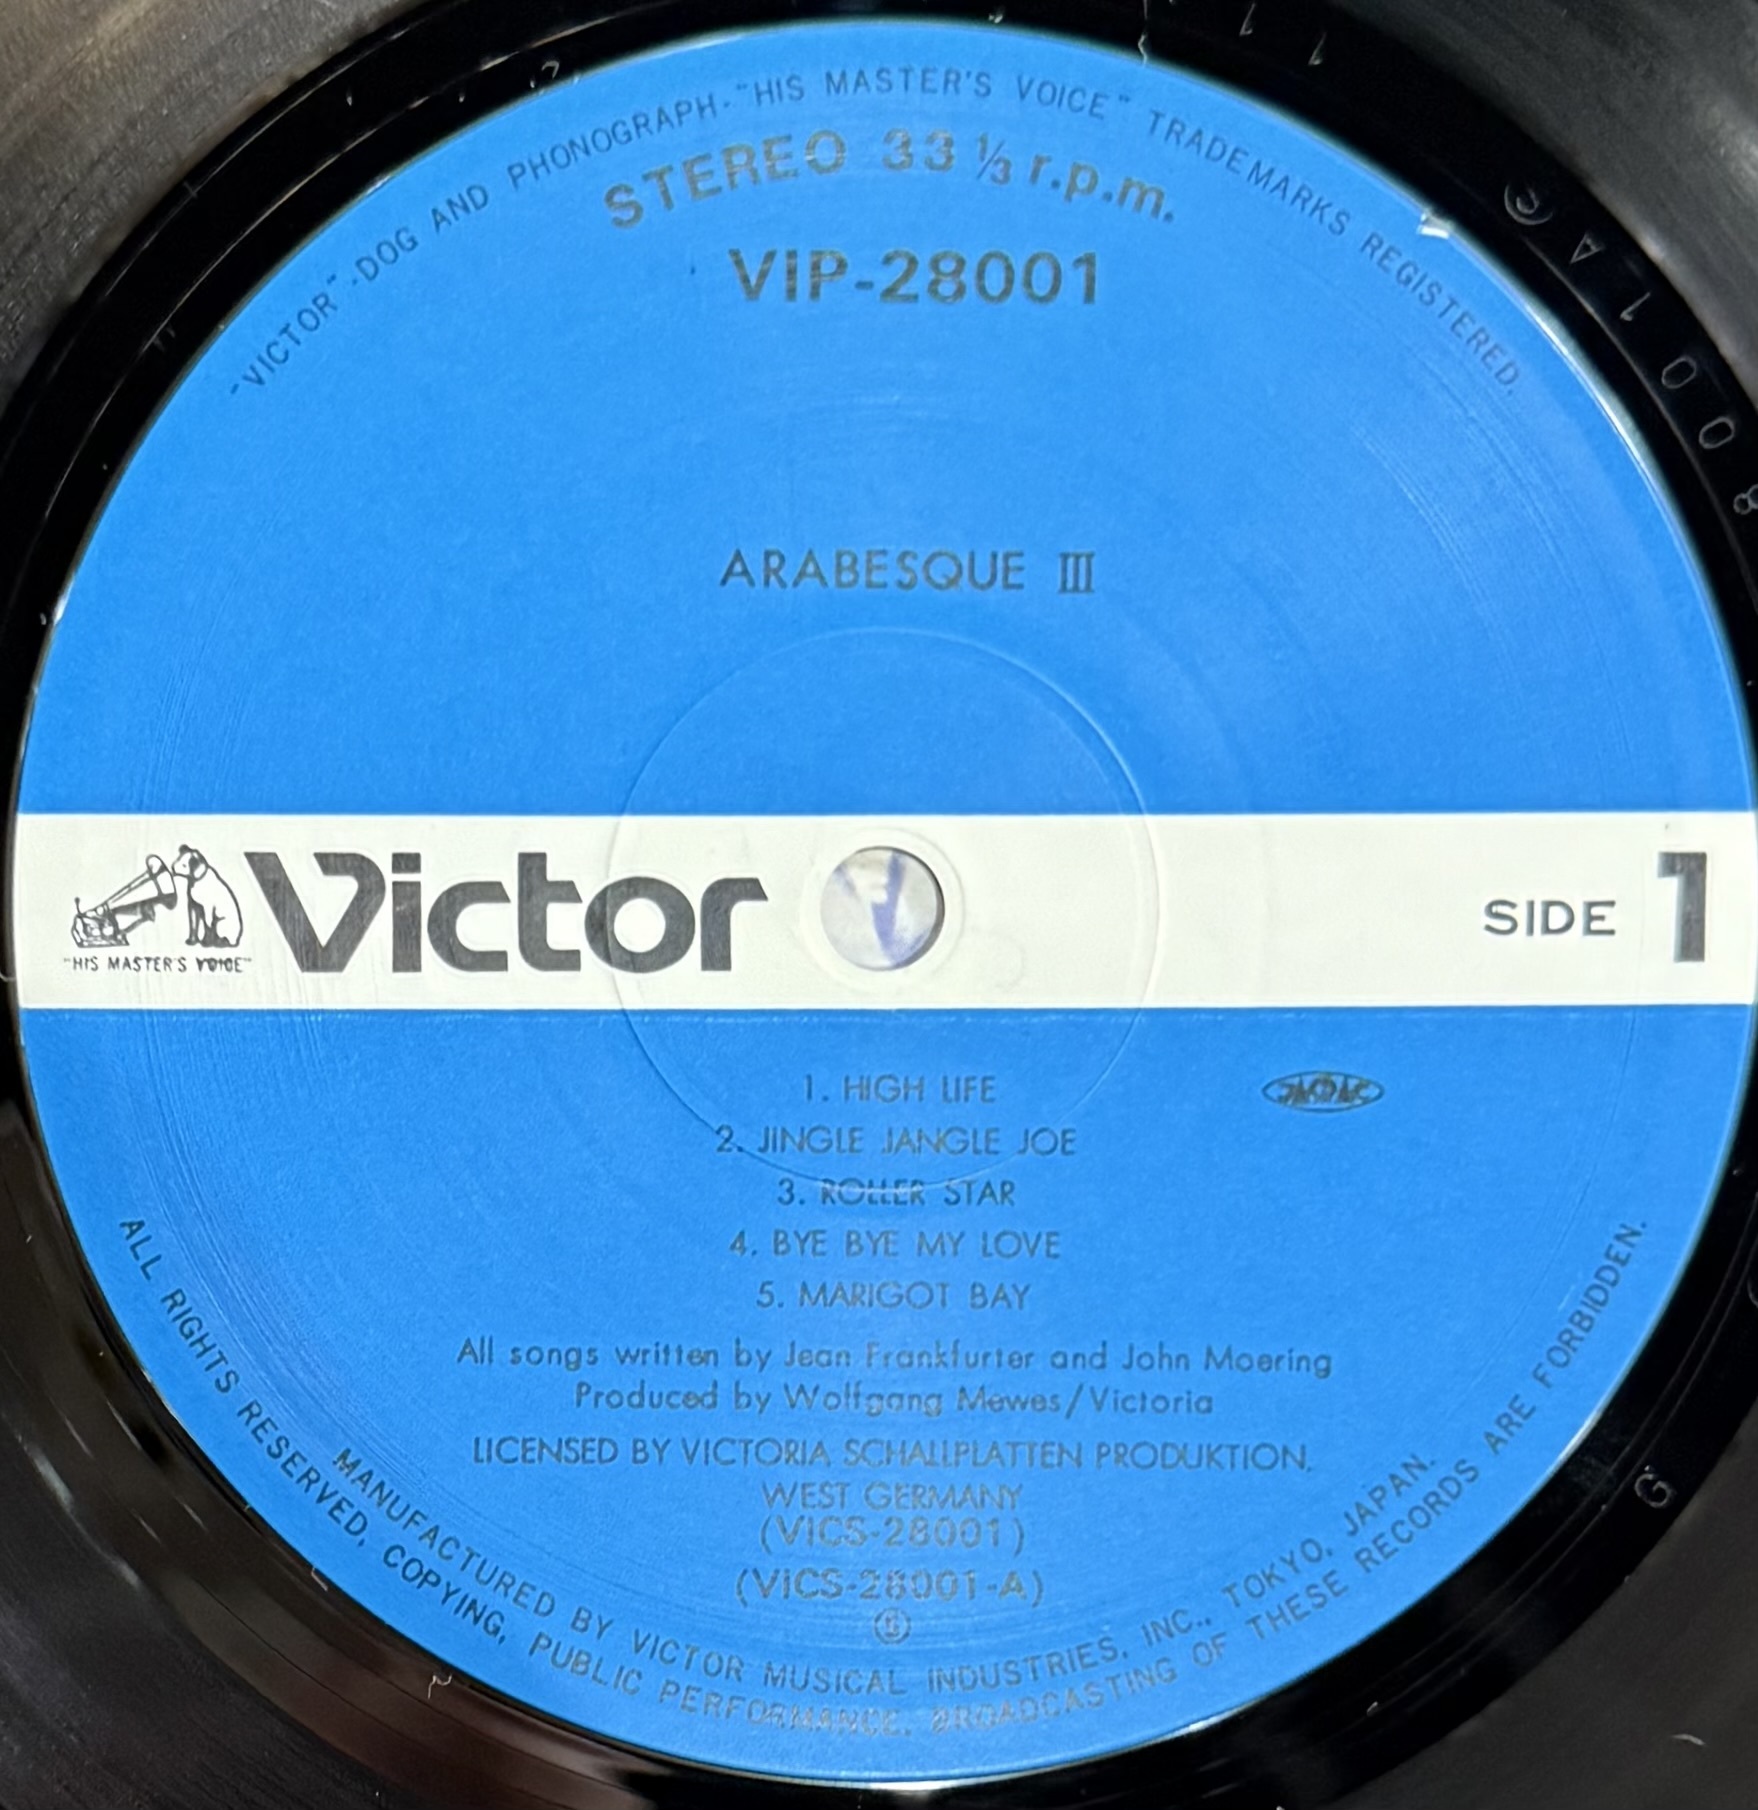 "VICTOR"·DOG AND PHONOGRAPH·"HIS MASTER'S VOICE" TRADEMARKS REGISTERED.
STEREO 33 1/3 r.p.m.
VIP-28001
ARABESQUE III
"HIS MASTER'S VOICE"
Victor
SIDE 1
1. HIGH LIFE
JASRAC
2. JINGLE JANGLE JOE
3. ROLLER STAR
4. BYE BYE MY LOVE
5. MARIGOT BAY
All songs written by Jean Frankfurter and John Moering
Produced by Wolfgang Mewes/Victoria
LICENSED BY VICTORIA SCHALLPLATTEN PRODUKTION.
WEST GERMANY
(VICS-28001)
(VICS-28001-A)
MANUFACTURED BY VICTOR MUSICAL INDUSTRIES, INC., TOKYO, JAPAN.
ALL RIGHTS RESERVED, COPYING, PUBLIC PERFORMANCE, BROADCASTING OF THESE RECORDS ARE FORBIDDEN.
G